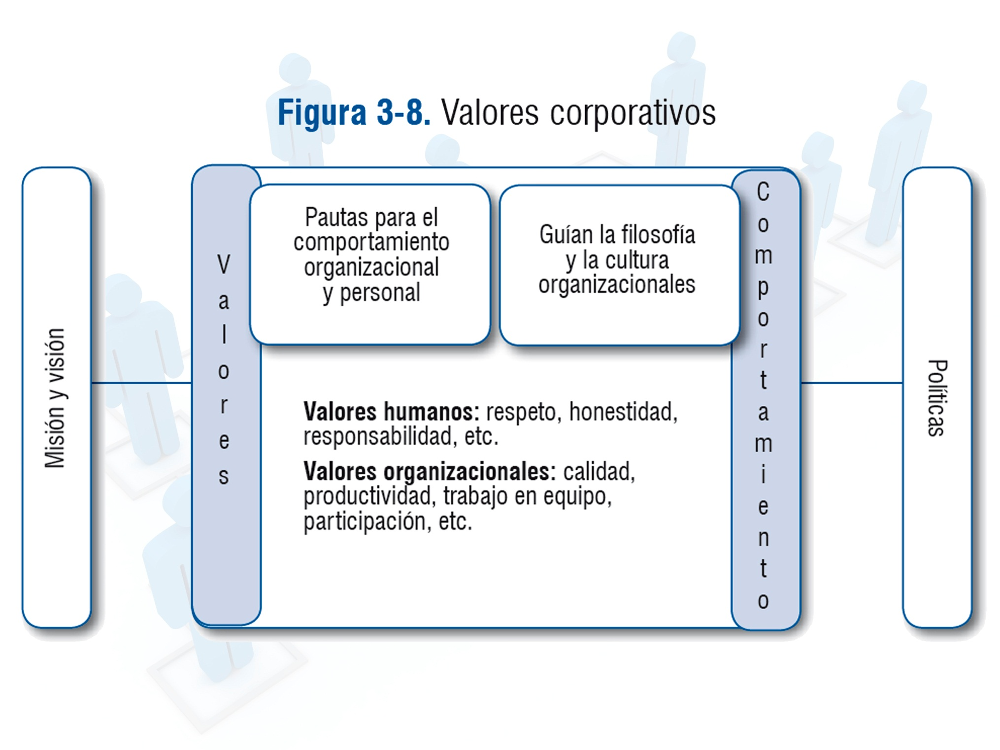 Figura 3-8. Valores corporativos
Misión y visión
Valores
Pautas para el
comportamiento
organizacional
y personal
Guían la filosofía
y la cultura
organizacionales
Valores humanos: respeto, honestidad,
responsabilidad, etc.
Valores organizacionales: calidad,
productividad, trabajo en equipo,
participación, etc.
Comportamiento
Políticas